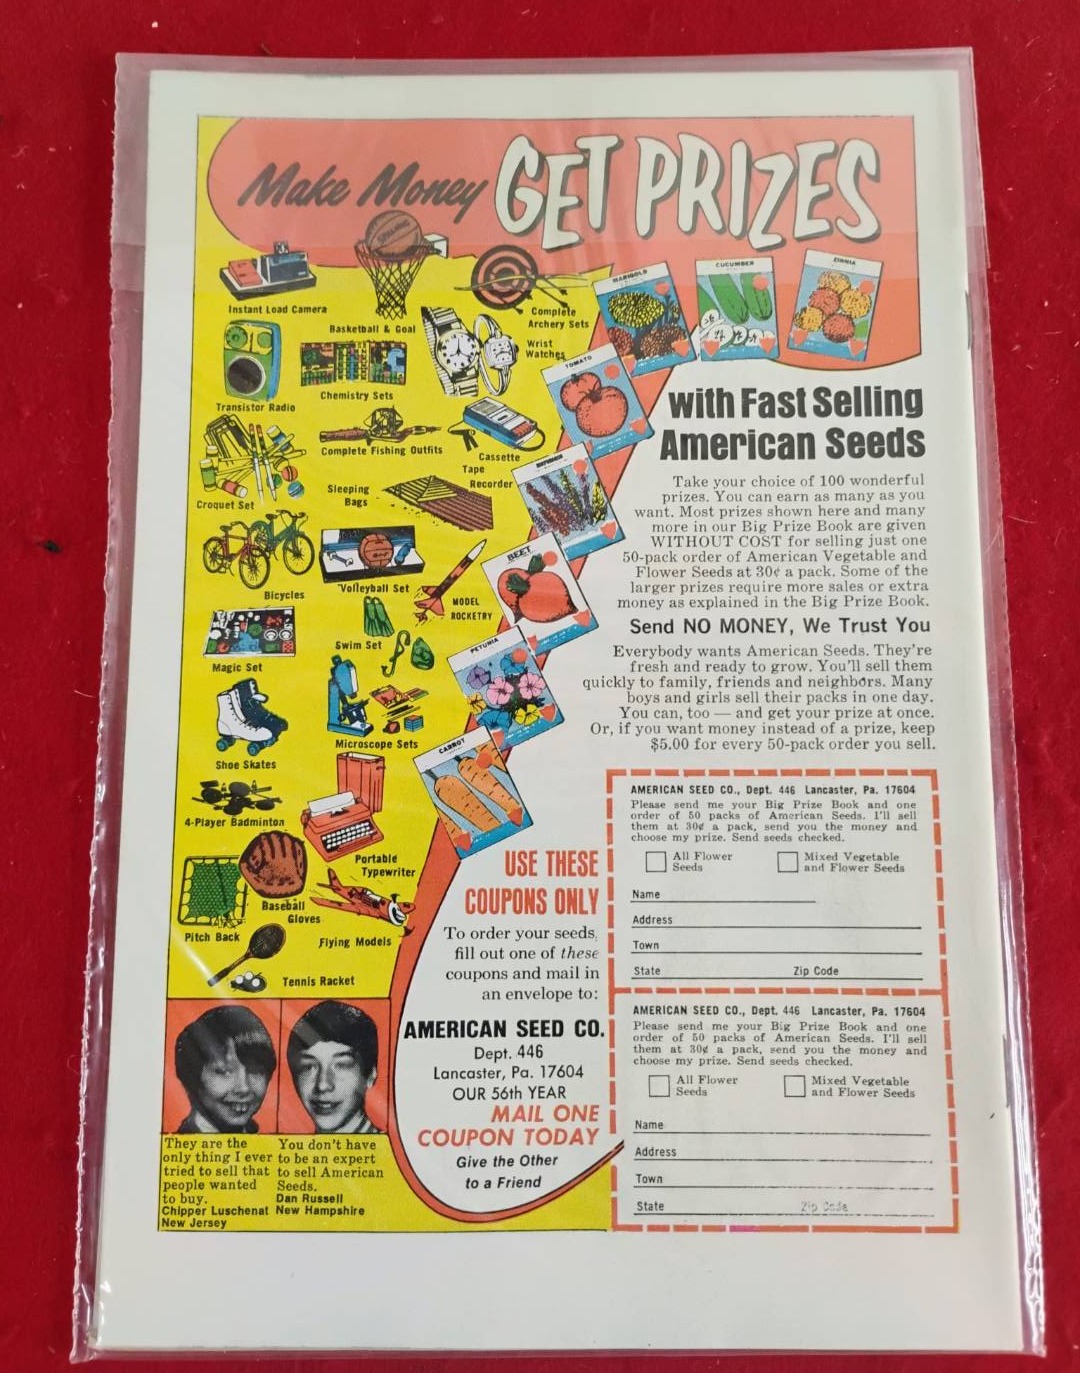 Make Money GET PRIZES
SPALDING
Instant Load Camera
Basketball & Goal
Complete
Archery Sets
Wrist
Watches
Transistor Radio
Chemistry Sets
Complete Fishing Outfits
Cassette
Tape
Recorder
Croquet Set
Sleeping
Bags
Bicycles
Volleyball Set
MODEL
ROCKETRY
Magic Set
Swim Set
Shoe Skates
Microscope Sets
4-Player Badminton
Portable
Typewriter
Baseball
Gloves
Pitch Back
Flying Models
Tennis Racket
MARIGOLD
CUCUMBER
ZINNIA
TOMATO
BEET
PETUNIA
CARROT
with Fast Selling
American Seeds
Take your choice of 100 wonderful
prizes. You can earn as many as you
want. Most prizes shown here and many
more in our Big Prize Book are given
WITHOUT COST for selling just one
50-pack order of American Vegetable and
Flower Seeds at 30¢ a pack. Some of the
larger prizes require more sales or extra
money as explained in the Big Prize Book.
Send NO MONEY, We Trust You
Everybody wants American Seeds. They're
fresh and ready to grow. You'll sell them
quickly to family, friends and neighbors. Many
boys and girls sell their packs in one day.
You can, too — and get your prize at once.
Or, if you want money instead of a prize, keep
$5.00 for every 50-pack order you sell.
USE THESE
COUPONS ONLY
To order your seeds,
fill out one of these
coupons and mail in
an envelope to:
AMERICAN SEED CO.
Dept. 446
Lancaster, Pa. 17604
OUR 56th YEAR
MAIL ONE
COUPON TODAY
Give the Other
to a Friend
AMERICAN SEED CO., Dept. 446 Lancaster, Pa. 17604
Please send me your Big Prize Book and one
order of 50 packs of American Seeds. I'll sell
them at 30¢ a pack, send you the money and
choose my prize. Send seeds checked.
All Flower
Seeds
Mixed Vegetable
and Flower Seeds
Name
Address
Town
State Zip Code
AMERICAN SEED CO., Dept. 446 Lancaster, Pa. 17604
Please send me your Big Prize Book and one
order of 50 packs of American Seeds. I'll sell
them at 30¢ a pack, send you the money and
choose my prize. Send seeds checked.
All Flower
Seeds
Mixed Vegetable
and Flower Seeds
Name
Address
Town
State Zip Code
They are the
only thing I ever
tried to sell that
people wanted
to buy.
Chipper Luschenat
New Jersey
You don't have
to be an expert
to sell American
Seeds.
Dan Russell
New Hampshire